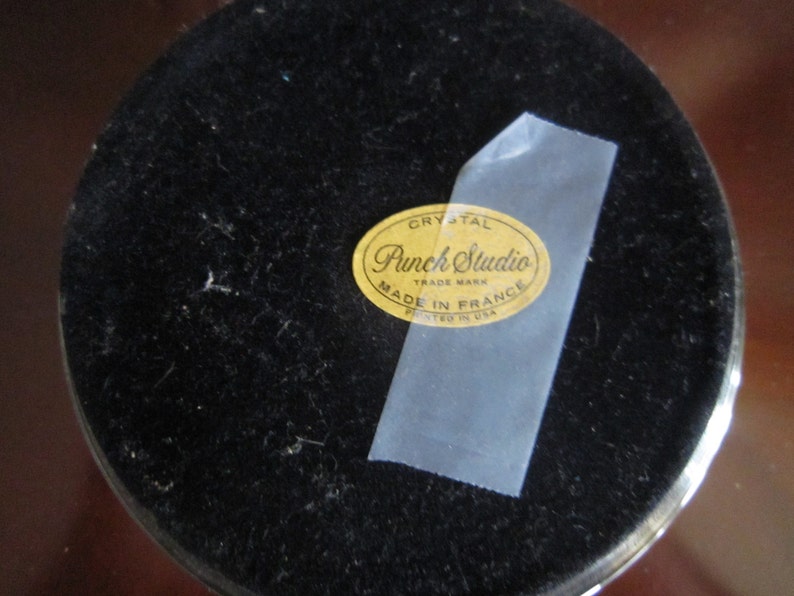 CRYSTAL
Punch Studio
TRADE MARK
MADE IN FRANCE
PRINTED IN USA